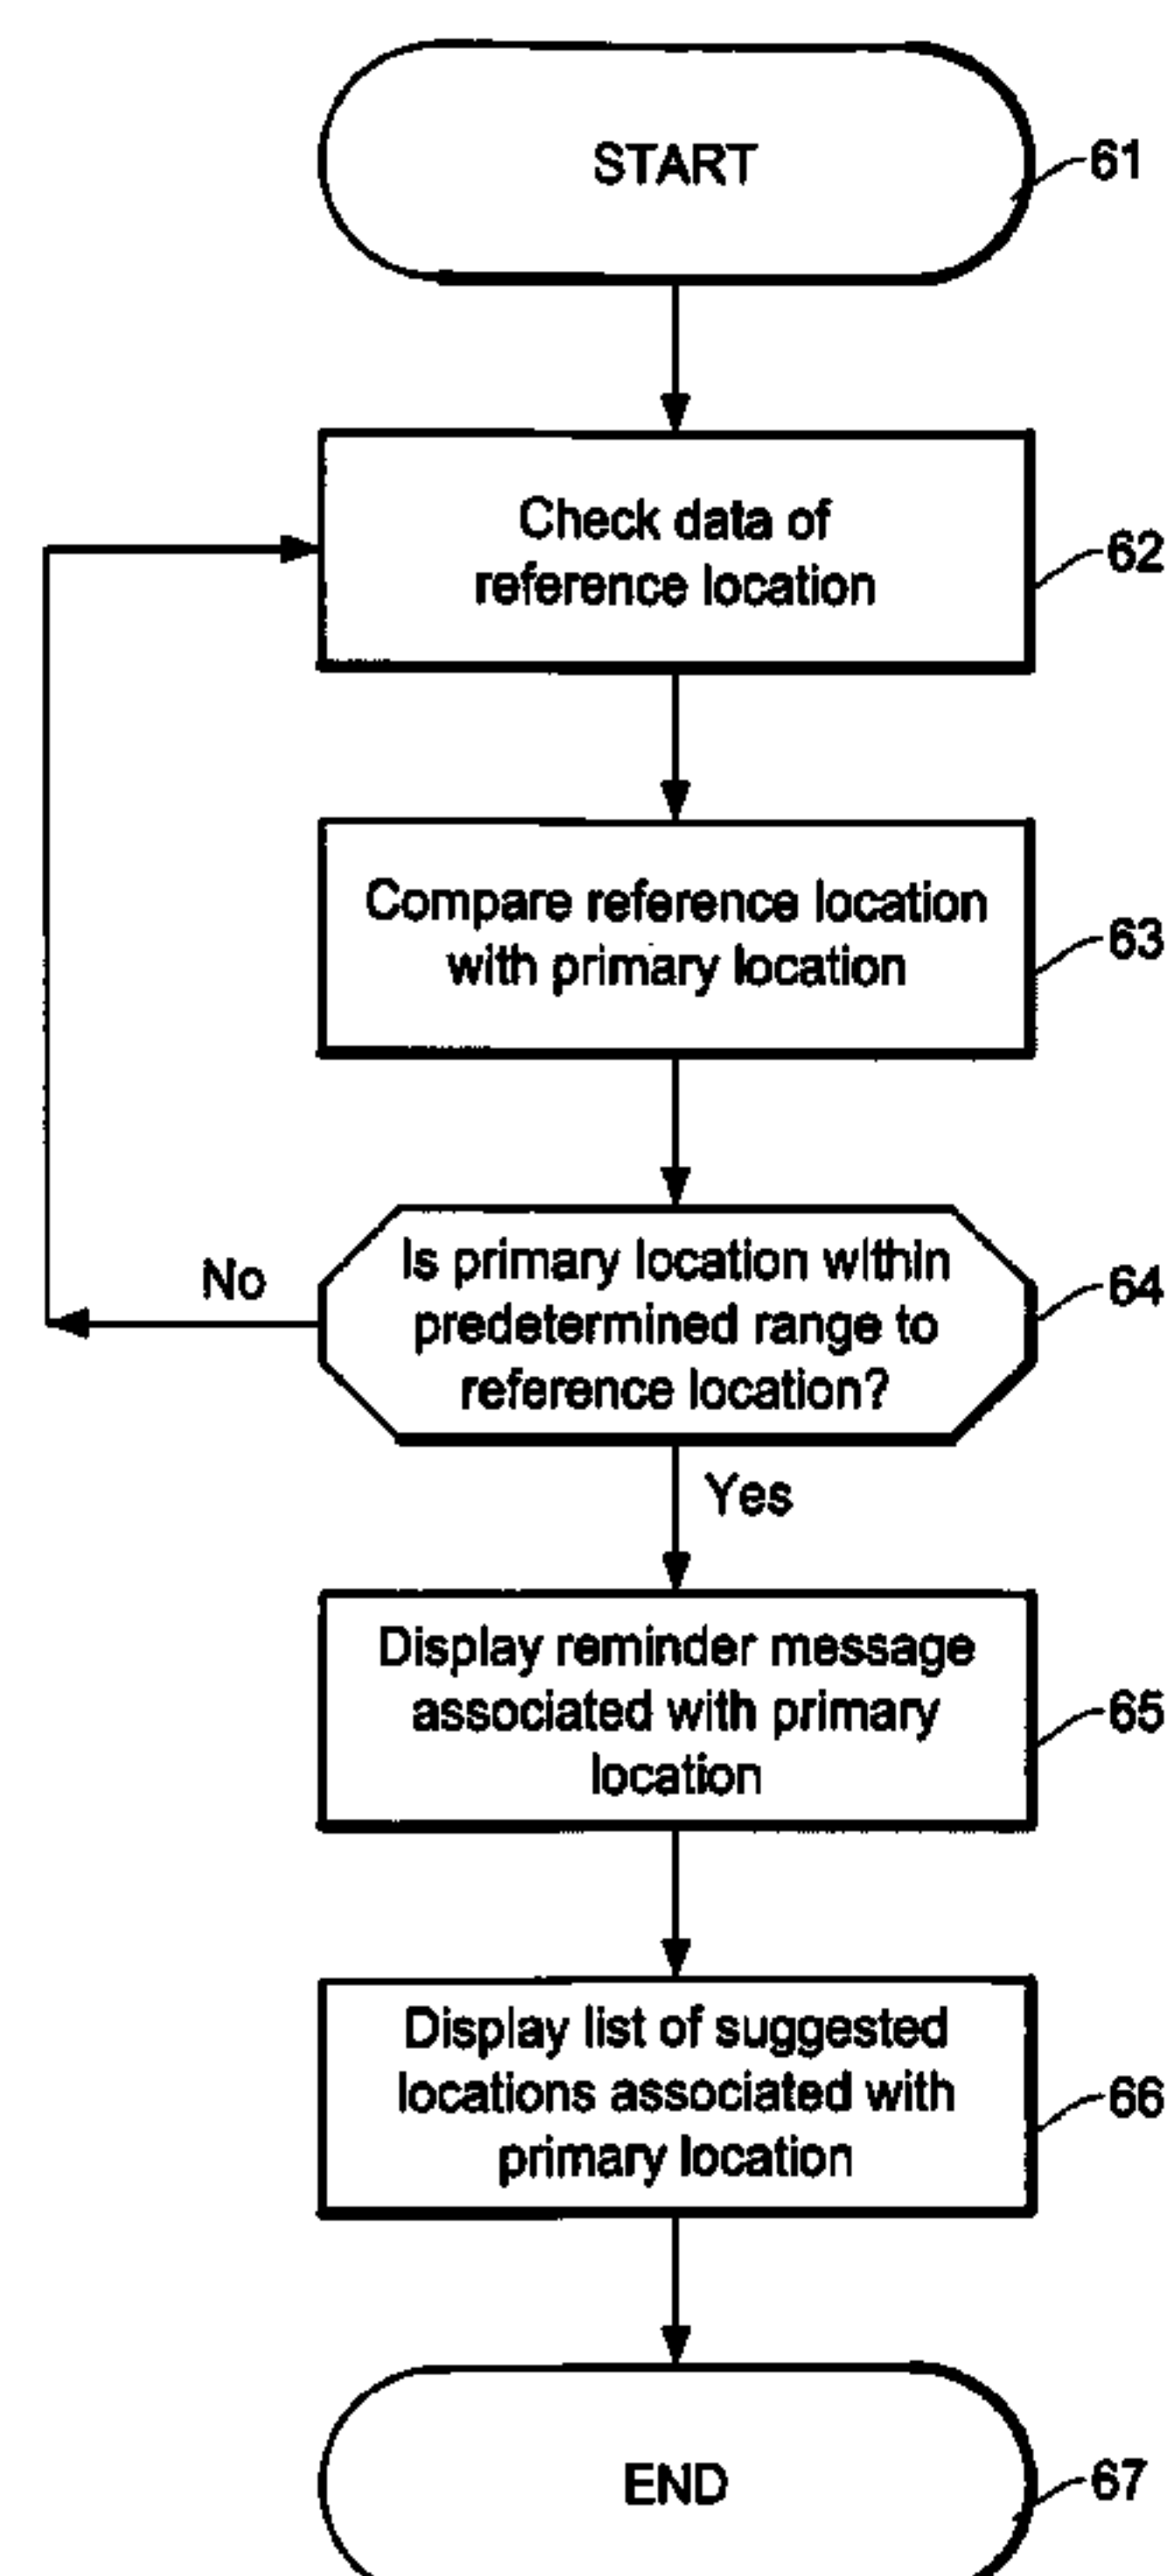 START
61
Check data of
reference location
62
Compare reference location
with primary location
63
Is primary location within
predetermined range to
reference location?
64
No
Yes
Display reminder message
associated with primary
location
65
Display list of suggested
locations associated with
primary location
66
END
67